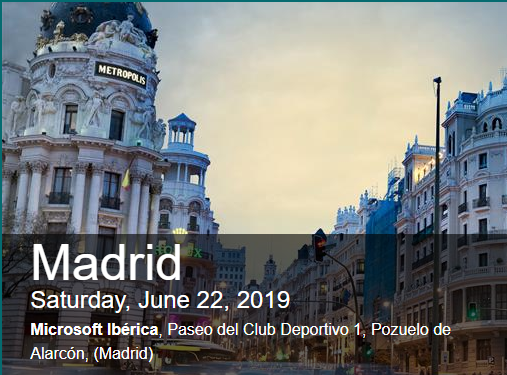 METROPOLIS
Madrid
Saturday, June 22, 2019
Microsoft Ibérica, Paseo del Club Deportivo 1, Pozuelo de
Alarcón, (Madrid)